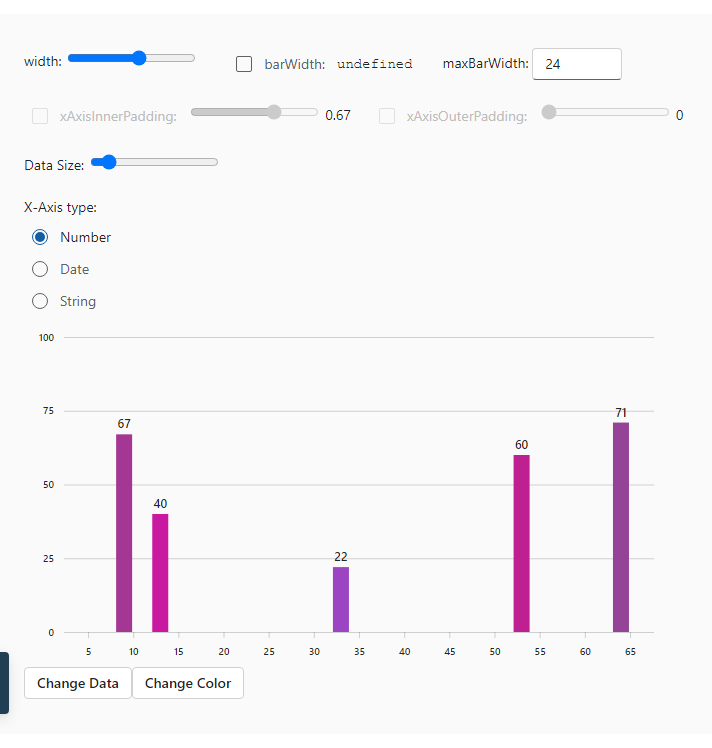 width: barWidth: undefined maxBarWidth: 24
xAxisInnerPadding: 0.67 xAxisOuterPadding: 0
Data Size:
X-Axis type:
Number
Date
String
100
75
50
25
0
67
40
22
60
71
5 10 15 20 25 30 35 40 45 50 55 60 65
Change Data Change Color